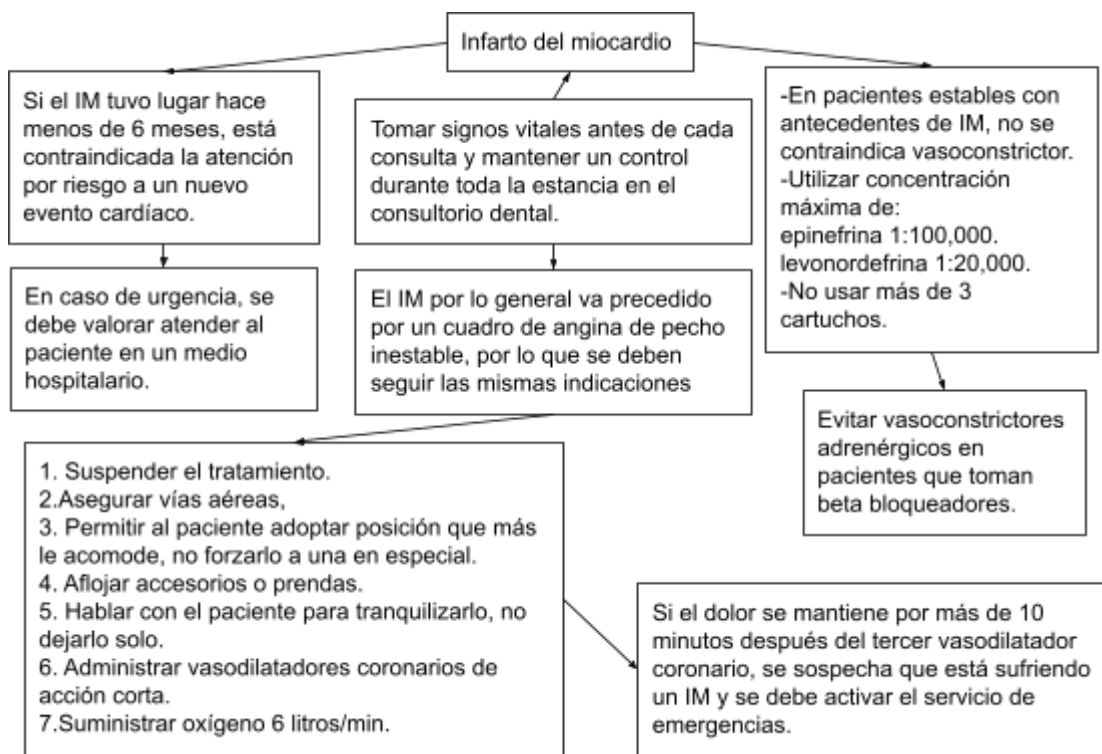 Infarto del miocardio
Si el IM tuvo lugar hace
menos de 6 meses, está
contraindicada la atención
por riesgo a un nuevo
evento cardíaco.
En caso de urgencia, se
debe valorar atender al
paciente en un medio
hospitalario.
Tomar signos vitales antes de cada
consulta y mantener un control
durante toda la estancia en el
consultorio dental.
El IM por lo general va precedido
por un cuadro de angina de pecho
inestable, por lo que se deben
seguir las mismas indicaciones
-En pacientes estables con
antecedentes de IM, no se
contraindica vasoconstrictor.
-Utilizar concentración
máxima de:
epinefrina 1:100,000.
levonordefrina 1:20,000.
-No usar más de 3
cartuchos.
Evitar vasoconstrictores
adrenérgicos en
pacientes que toman
beta bloqueadores.
1. Suspender el tratamiento.
2.Asegurar vías aéreas,
3. Permitir al paciente adoptar posición que más
le acomode, no forzarlo a una en especial.
4. Aflojar accesorios o prendas.
5. Hablar con el paciente para tranquilizarlo, no
dejarlo solo.
6. Administrar vasodilatadores coronarios de
acción corta.
7.Suministrar oxígeno 6 litros/min.
Si el dolor se mantiene por más de 10
minutos después del tercer vasodilatador
coronario, se sospecha que está sufriendo
un IM y se debe activar el servicio de
emergencias.